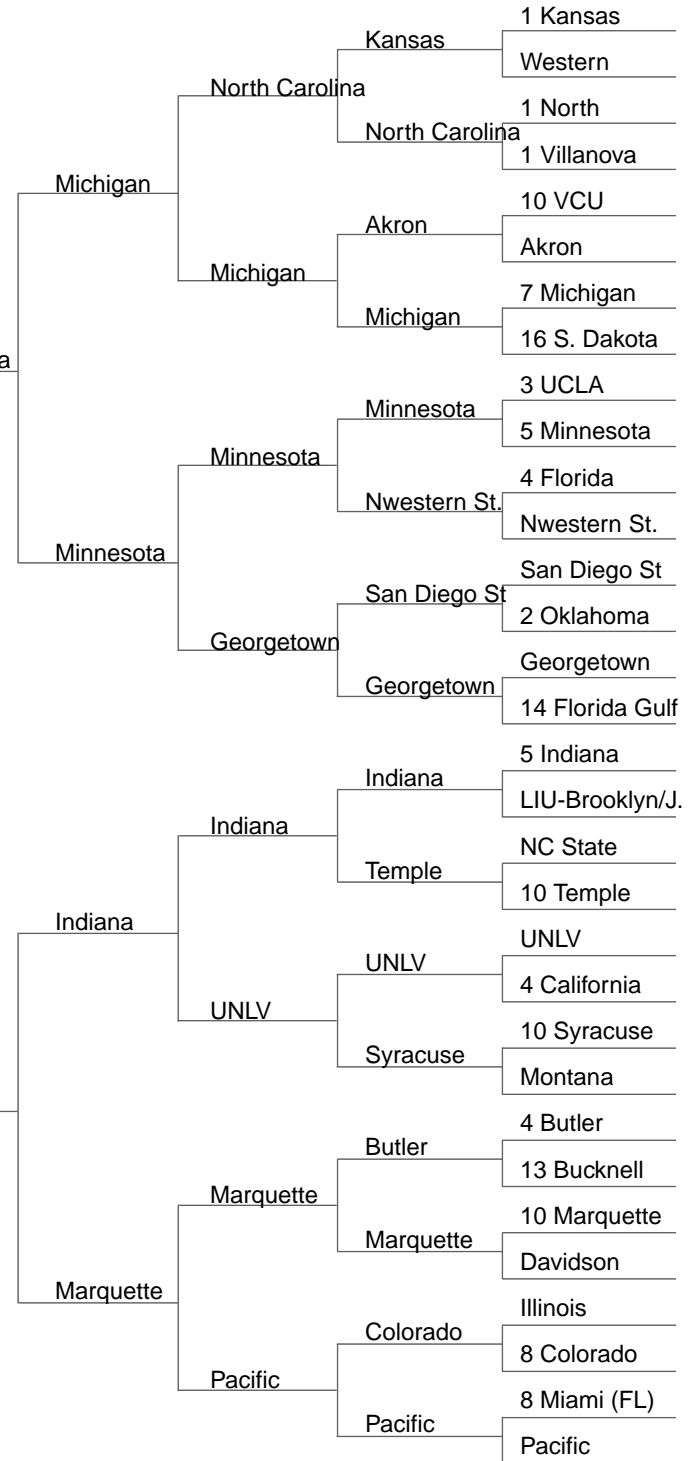 1 Kansas
Kansas
Western
North Carolina
1 North
North Carolina
1 Villanova
Michigan
10 VCU
Akron
Akron
Michigan
7 Michigan
Michigan
16 S. Dakota
a
3 UCLA
Minnesota
5 Minnesota
Minnesota
4 Florida
Nwestern St.
Nwestern St.
Minnesota
San Diego St
San Diego St
2 Oklahoma
Georgetown
Georgetown
Georgetown
14 Florida Gulf
5 Indiana
Indiana
LIU-Brooklyn/J.
Indiana
NC State
Temple
10 Temple
Indiana
UNLV
UNLV
4 California
UNLV
10 Syracuse
Syracuse
Montana
4 Butler
Butler
13 Bucknell
Marquette
10 Marquette
Marquette
Davidson
Marquette
Illinois
Colorado
8 Colorado
Pacific
8 Miami (FL)
Pacific
Pacific